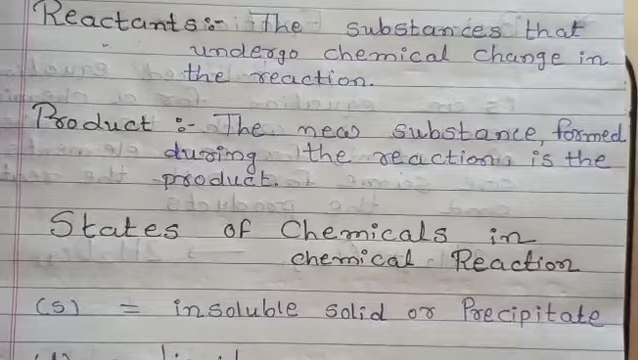 Reactants:- The substances that
undergo chemical change in
the reaction.
Product :- The new substance, formed
during the reaction, is the
product.
States of Chemicals in
chemical Reaction
(s) = insoluble solid or Precipitate